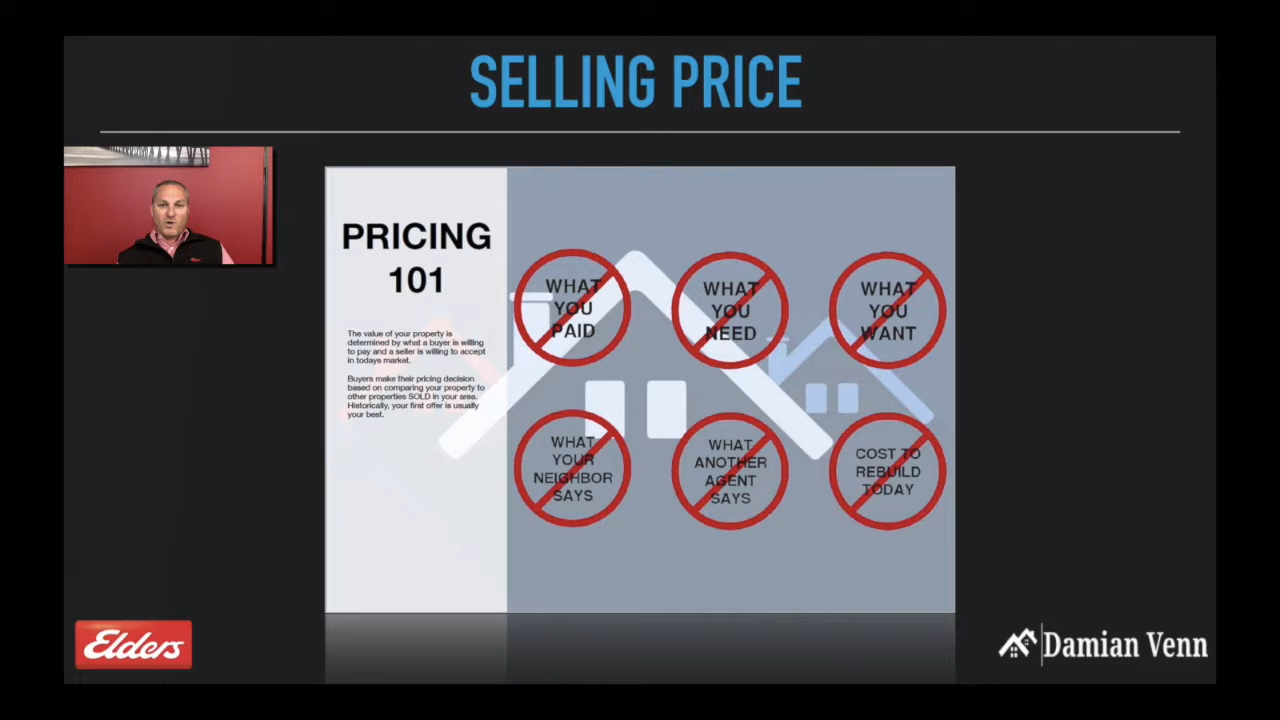 SELLING PRICE
PRICING
101
The value of your property is
determined by what a buyer is willing
to pay and a seller is willing to accept
in todays market.
Buyers make their pricing decision
based on comparing your property to
other properties SOLD in your area.
Historically, your first offer is usually
your best.
WHAT
YOU
PAID
WHAT
YOU
NEED
WHAT
YOU
WANT
WHAT
YOUR
NEIGHBOR
SAYS
WHAT
ANOTHER
AGENT
SAYS
COST TO
REBUILD
TODAY
Elders
Damian Venn